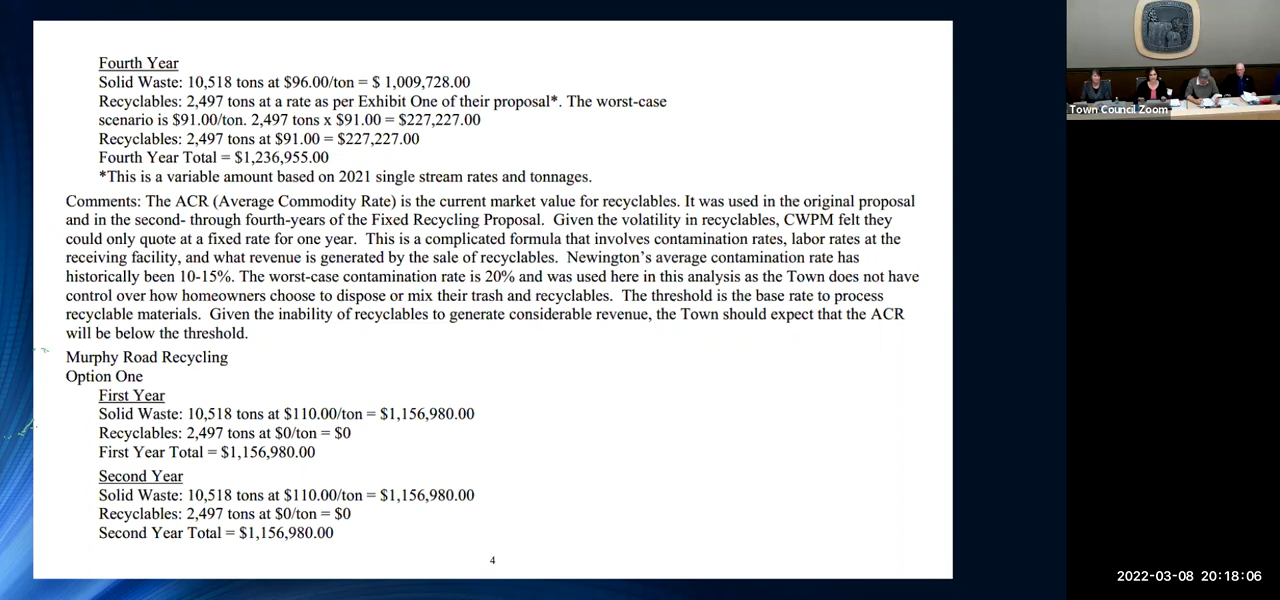 Fourth Year
Solid Waste: 10,518 tons at $96.00/ton = $ 1,009,728.00
Recyclables: 2,497 tons at a rate as per Exhibit One of their proposal*. The worst-case
scenario is $91.00/ton. 2,497 tons x $91.00 = $227,227.00
Recyclables: 2,497 tons at $91.00 = $227,227.00
Fourth Year Total = $1,236,955.00
*This is a variable amount based on 2021 single stream rates and tonnages.
Comments: The ACR (Average Commodity Rate) is the current market value for recyclables. It was used in the original proposal
and in the second- through fourth-years of the Fixed Recycling Proposal. Given the volatility in recyclables, CWPM felt they
could only quote at a fixed rate for one year. This is a complicated formula that involves contamination rates, labor rates at the
receiving facility, and what revenue is generated by the sale of recyclables. Newington's average contamination rate has
historically been 10-15%. The worst-case contamination rate is 20% and was used here in this analysis as the Town does not have
control over how homeowners choose to dispose or mix their trash and recyclables. The threshold is the base rate to process
recyclable materials. Given the inability of recyclables to generate considerable revenue, the Town should expect that the ACR
will be below the threshold.
Murphy Road Recycling
Option One
First Year
Solid Waste: 10,518 tons at $110.00/ton = $1,156,980.00
Recyclables: 2,497 tons at $0/ton = $0
First Year Total = $1,156,980.00
Second Year
Solid Waste: 10,518 tons at $110.00/ton = $1,156,980.00
Recyclables: 2,497 tons at $0/ton = $0
Second Year Total = $1,156,980.00
4
Town Council Zoom
2022-03-08 20:18:06